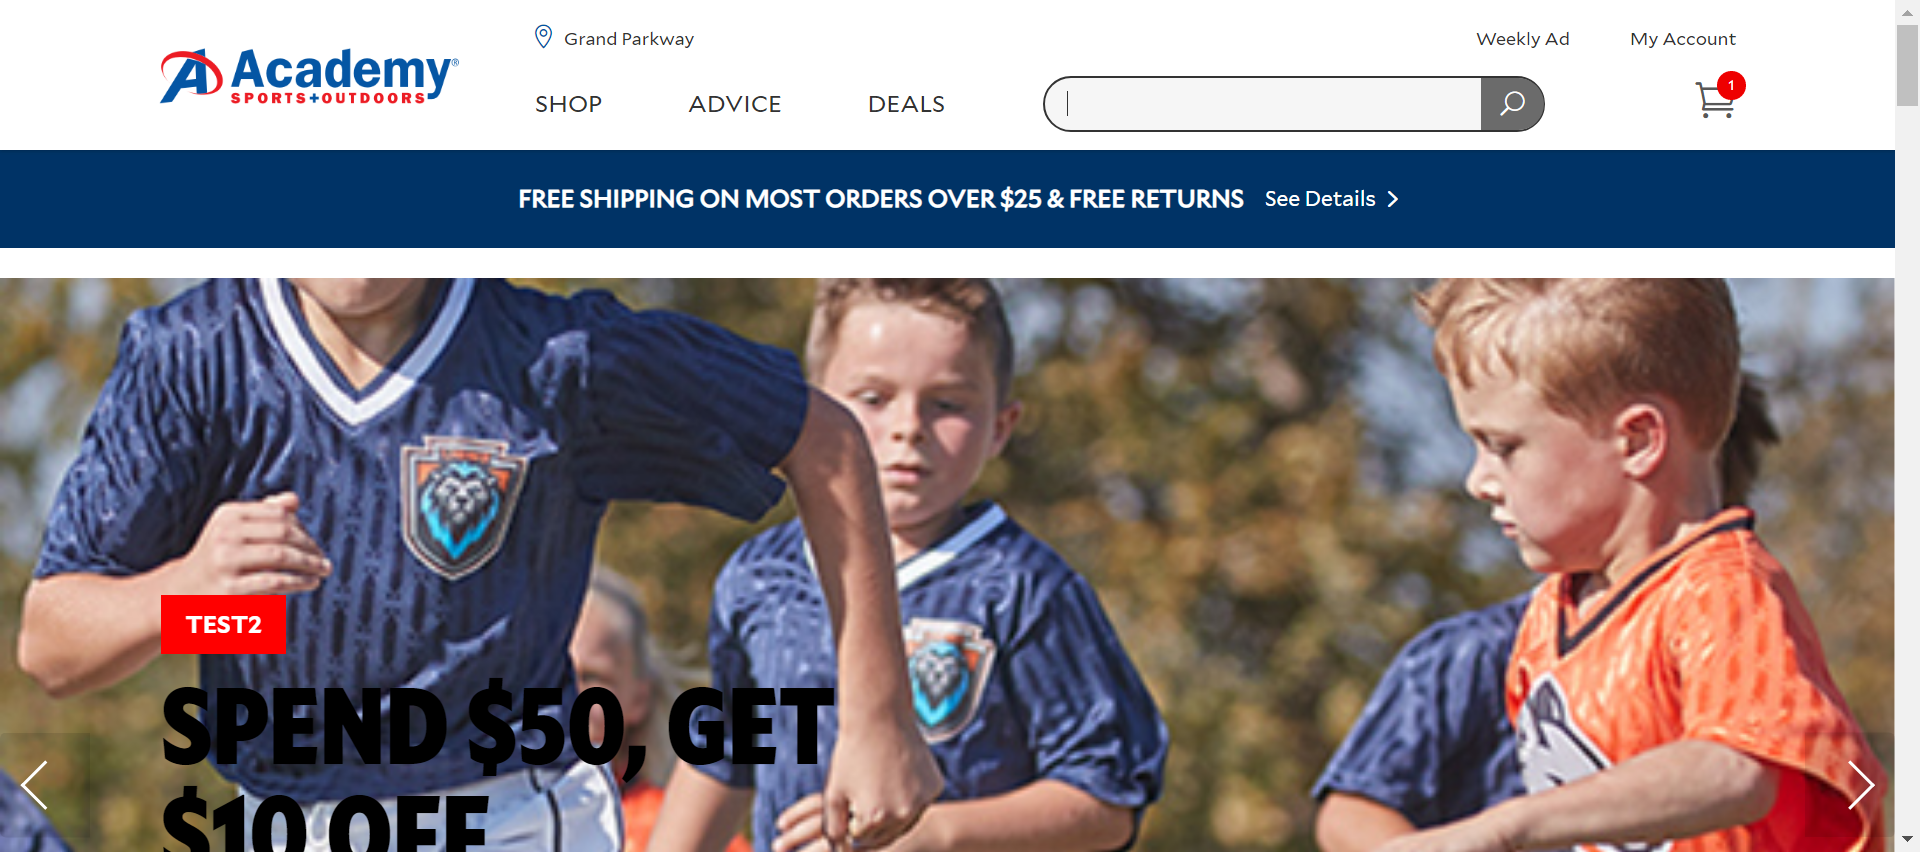 Grand Parkway
Weekly Ad
My Account
Academy®
SPORTS+OUTDOORS
SHOP
ADVICE
DEALS
1
FREE SHIPPING ON MOST ORDERS OVER $25 & FREE RETURNS See Details
TEST2
SPEND $50, GET
$10 OFF